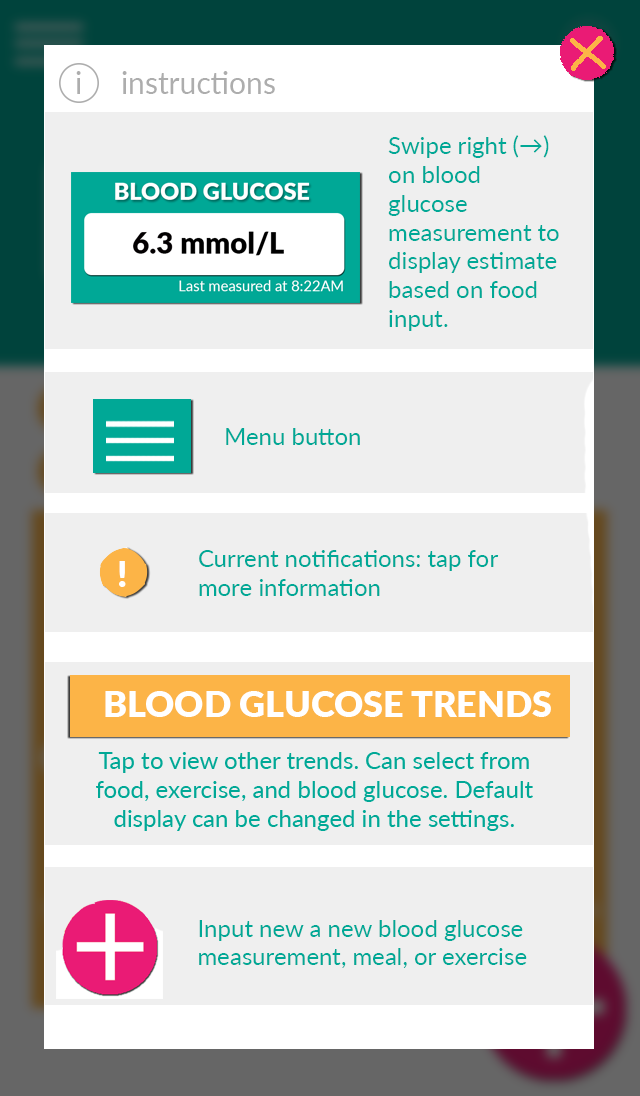 i instructions
Swipe right (→)
on blood
glucose
measurement to
display estimate
based on food
input.
BLOOD GLUCOSE
6.3 mmol/L
Last measured at 8:22AM
Menu button
!
Current notifications: tap for
more information
BLOOD GLUCOSE TRENDS
Tap to view other trends. Can select from
food, exercise, and blood glucose. Default
display can be changed in the settings.
Input new a new blood glucose
measurement, meal, or exercise